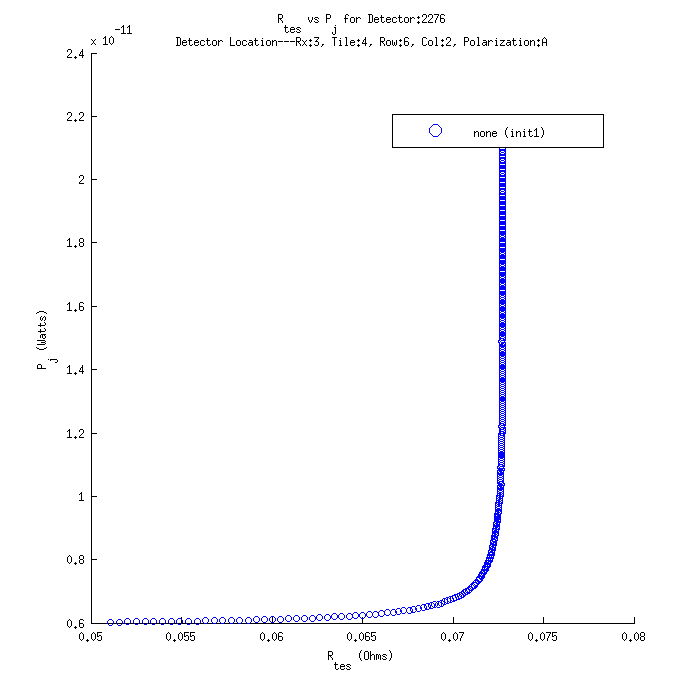 R_tes vs P_j for Detector:2276
Detector Location---Rx:3, Tile:4, Row:6, Col:2, Polarization:A
x 10^-11
2.4
2.2
none (init1)
2
1.8
1.6
P_j (Watts)
1.4
1.2
1
0.8
0.6
0.05 0.055 0.06 0.065 0.07 0.075 0.08
R_tes (Ohms)